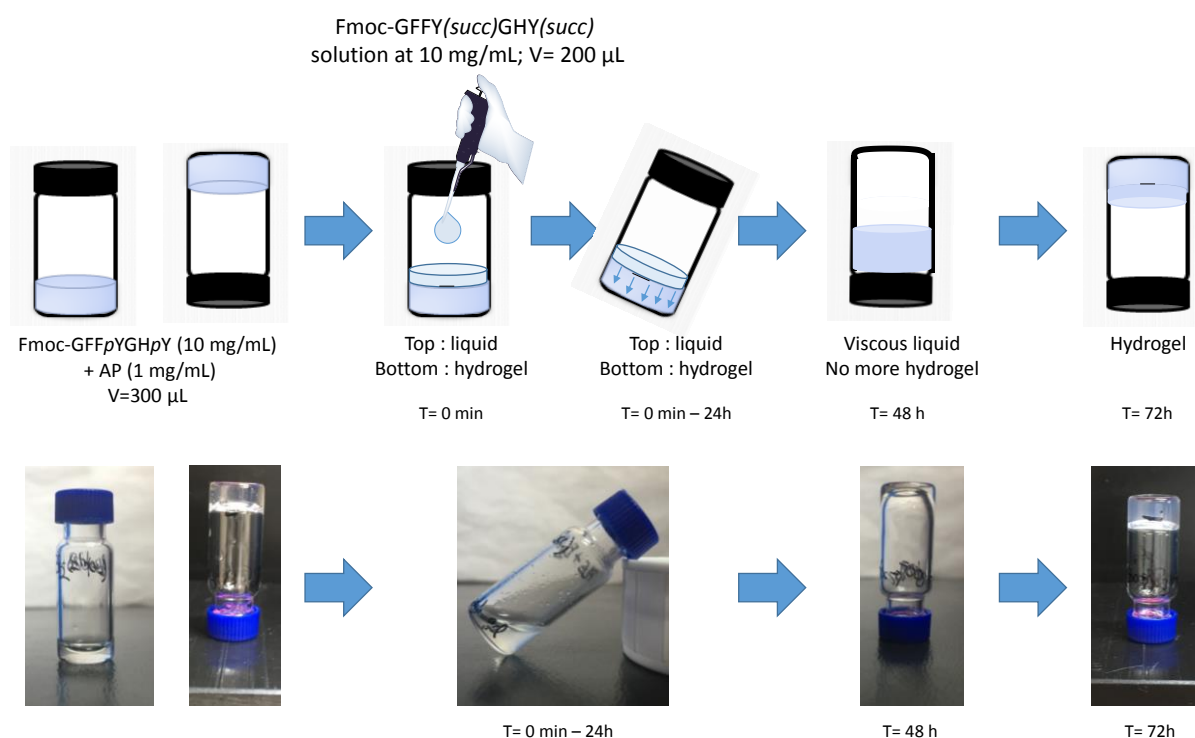 Fmoc-GFFY(succ)GHY(succ)
solution at 10 mg/mL; V= 200 µL
Fmoc-GFFpYGHpY (10 mg/mL)
+ AP (1 mg/mL)
V=300 µL
Top : liquid
Bottom : hydrogel
T= 0 min
Top : liquid
Bottom : hydrogel
T= 0 min – 24h
Viscous liquid
No more hydrogel
T= 48 h
Hydrogel
T= 72h
T= 0 min – 24h
T= 48 h
T= 72h